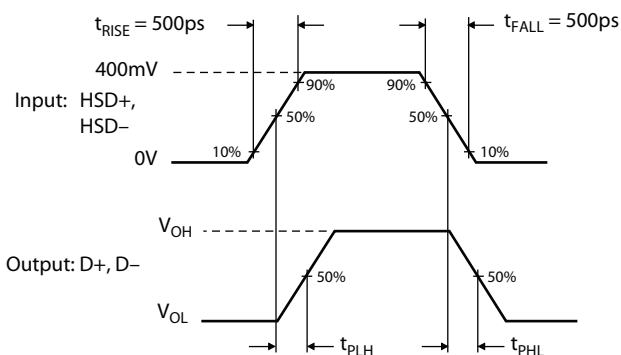 t_RISE = 500ps
t_FALL = 500ps
400mV
90%
90%
Input: HSD+,
HSD–
50%
50%
10%
10%
0V
V_OH
Output: D+, D–
50%
50%
V_OL
t_PLH
t_PHL